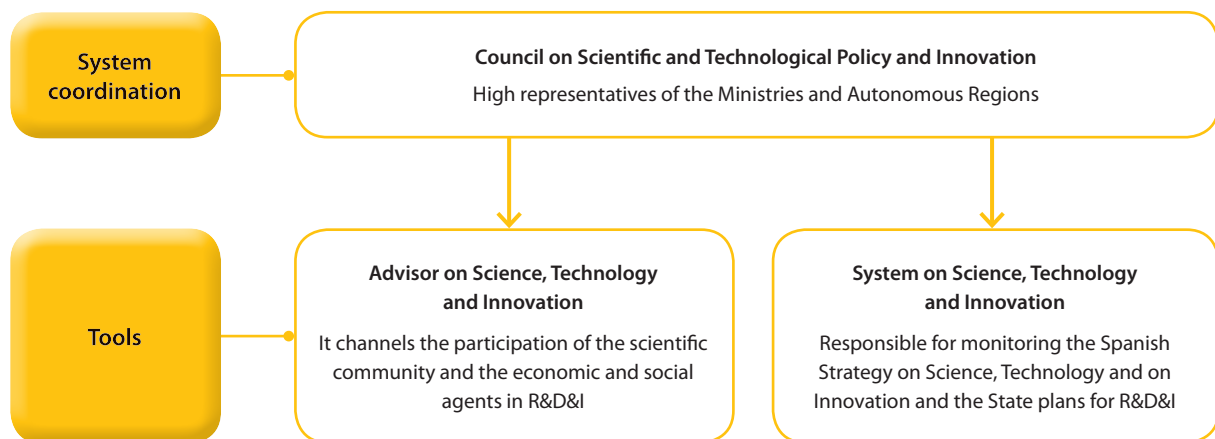 System
coordination
Council on Scientific and Technological Policy and Innovation
High representatives of the Ministries and Autonomous Regions
Tools
Advisor on Science, Technology
and Innovation
It channels the participation of the scientific
community and the economic and social
agents in R&D&I
System on Science, Technology
and Innovation
Responsible for monitoring the Spanish
Strategy on Science, Technology and on
Innovation and the State plans for R&D&I